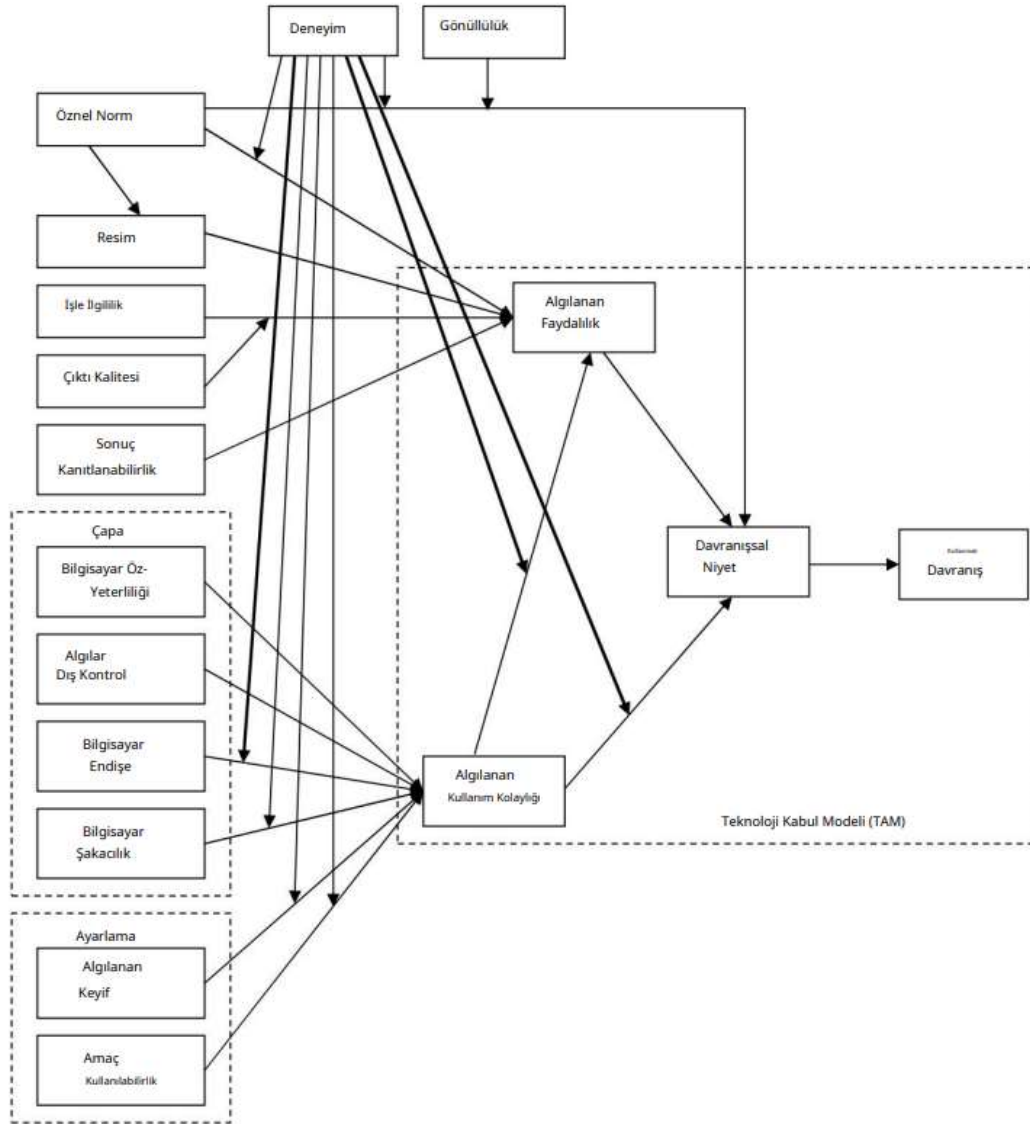 Deneyim
Gönüllülük
Öznel Norm
Resim
İşle İlgililik
Algılanan
Faydalılık
Çıktı Kalitesi
Sonuç
Kanıtlanabilirlik
Çapa
Bilgisayar Öz-
Yeterliliği
Davranışsal
Niyet
Kullanmak
Davranış
Algılar
Dış Kontrol
Bilgisayar
Endişe
Algılanan
Kullanım Kolaylığı
Bilgisayar
Şakacılık
Teknoloji Kabul Modeli (TAM)
Ayarlama
Algılanan
Keyif
Amaç
Kullanılabilirlik